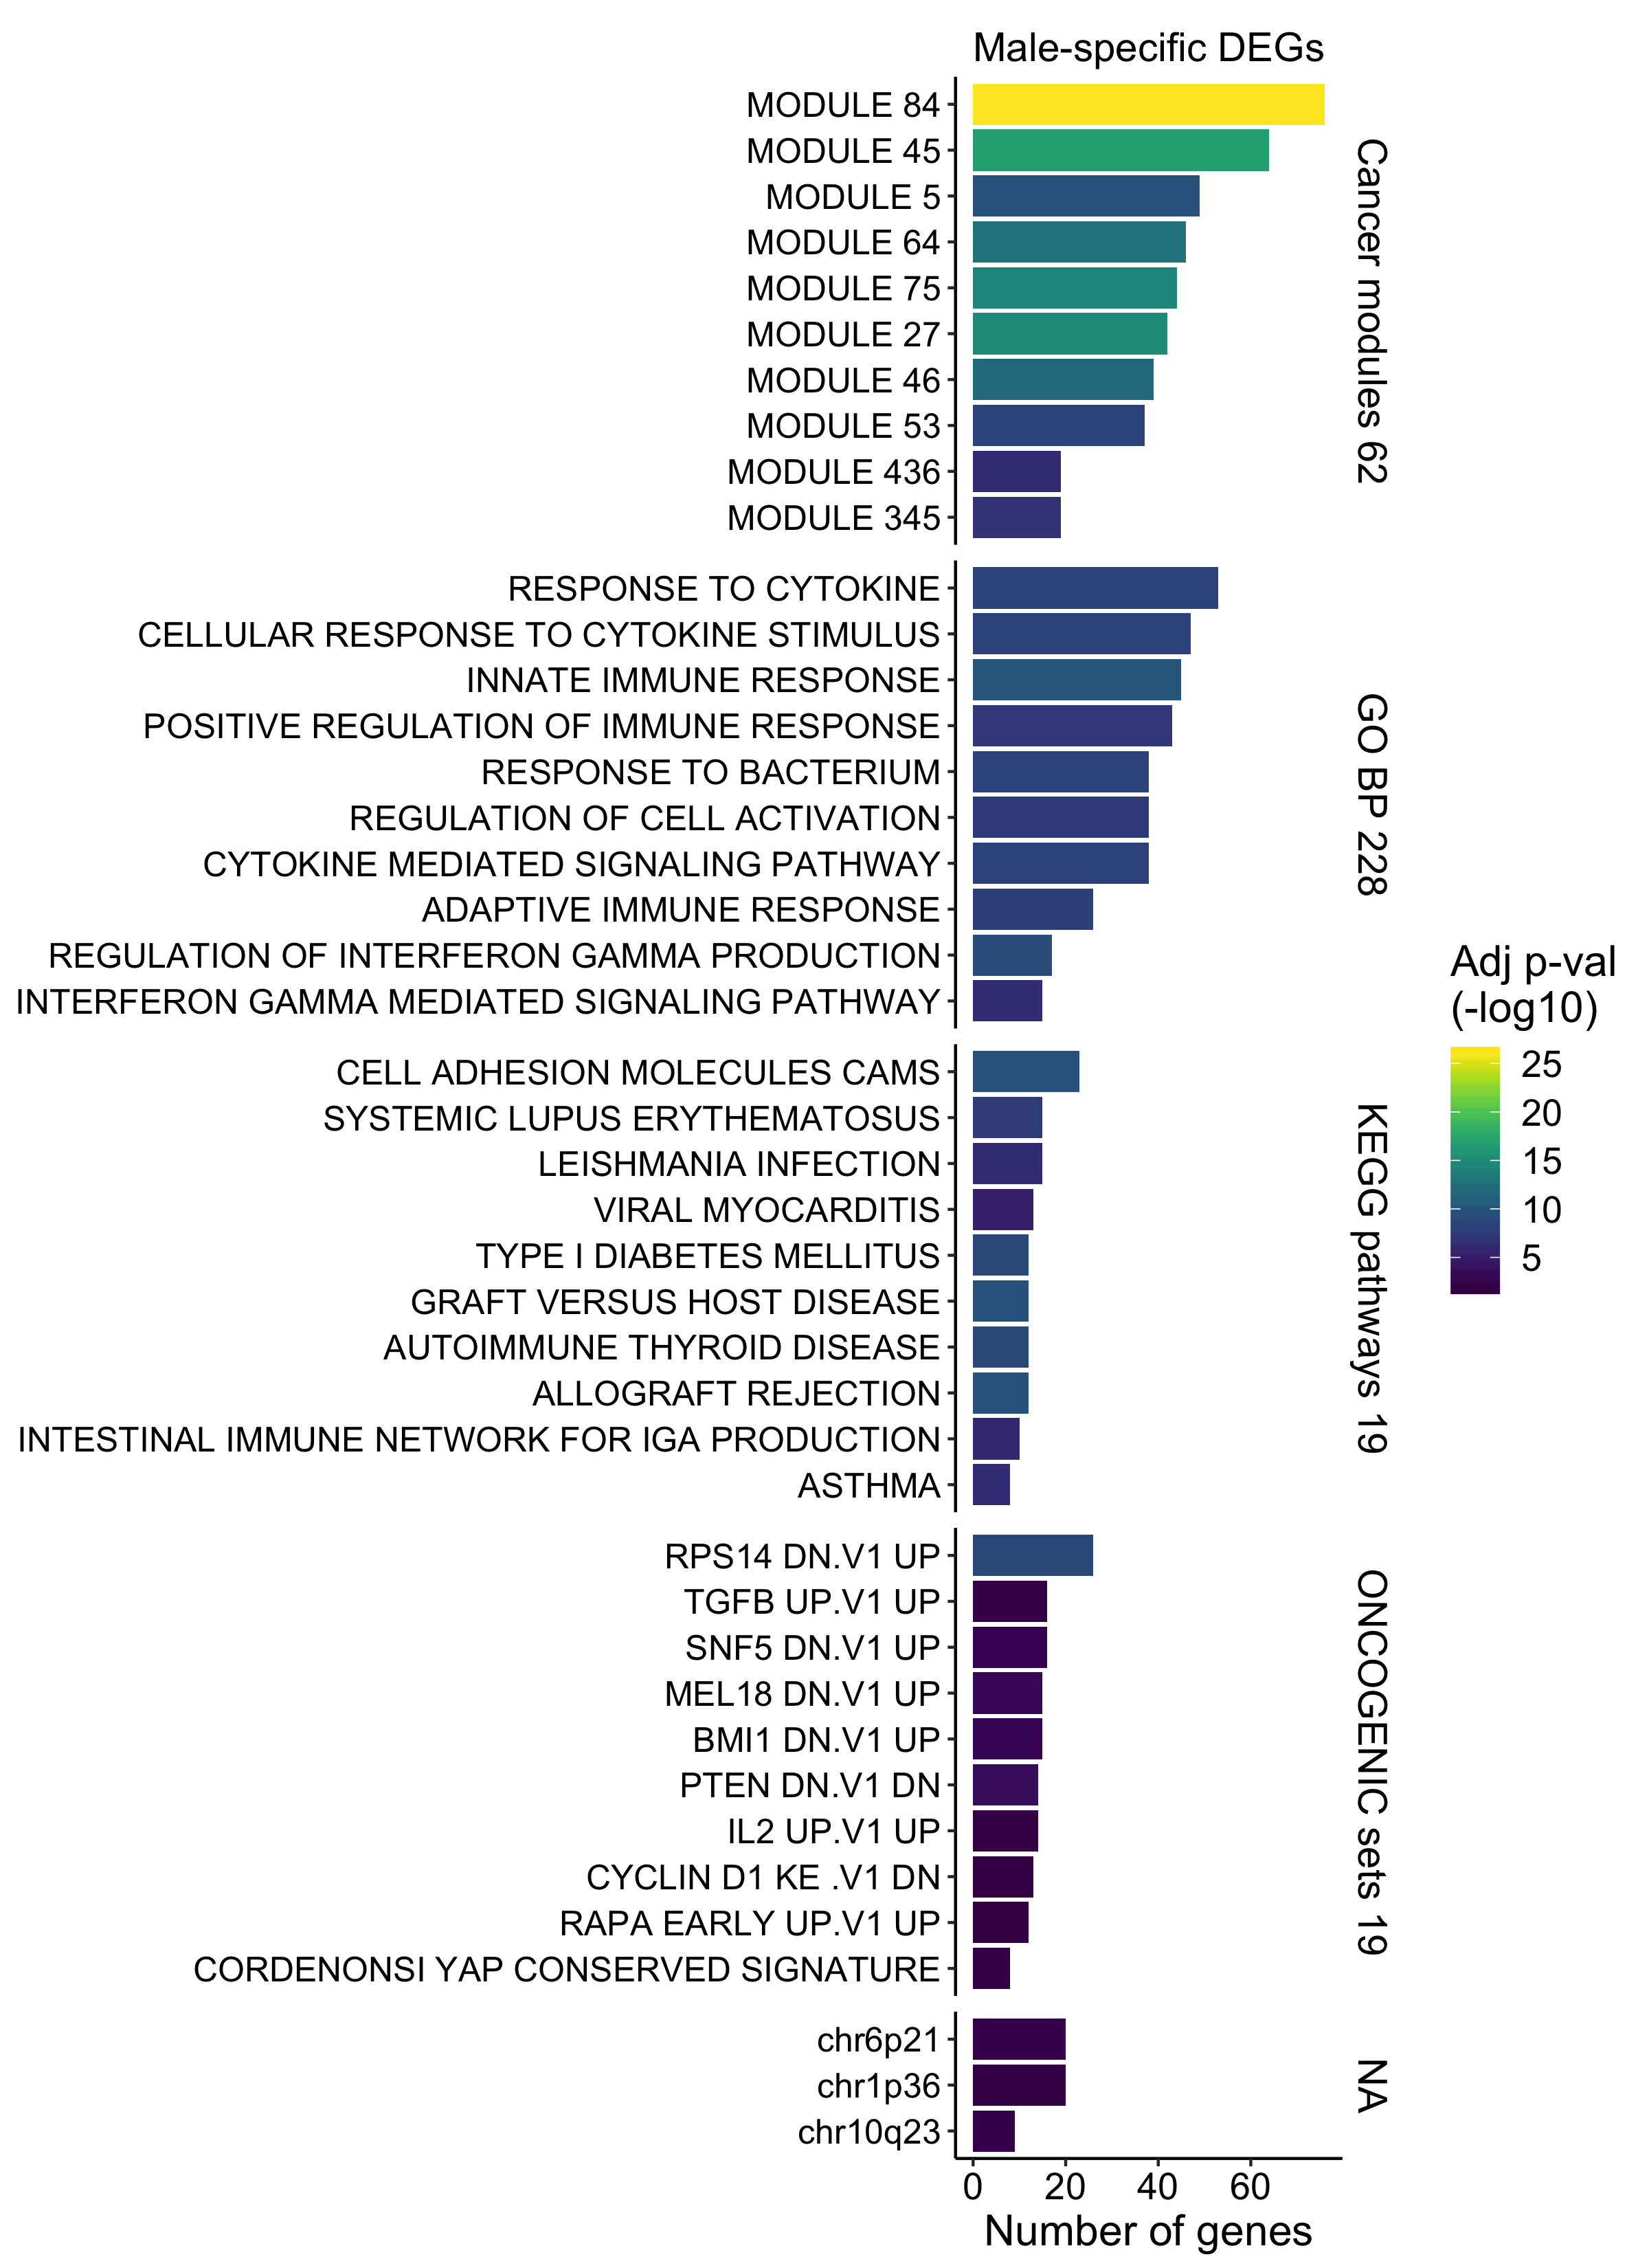 Male-specific DEGs
MODULE 84
MODULE 45
MODULE 5
MODULE 64
MODULE 75
MODULE 27
MODULE 46
MODULE 53
MODULE 436
MODULE 345
Cancer modules 62
RESPONSE TO CYTOKINE
CELLULAR RESPONSE TO CYTOKINE STIMULUS
INNATE IMMUNE RESPONSE
POSITIVE REGULATION OF IMMUNE RESPONSE
RESPONSE TO BACTERIUM
REGULATION OF CELL ACTIVATION
CYTOKINE MEDIATED SIGNALING PATHWAY
ADAPTIVE IMMUNE RESPONSE
REGULATION OF INTERFERON GAMMA PRODUCTION
INTERFERON GAMMA MEDIATED SIGNALING PATHWAY
GO BP 228
CELL ADHESION MOLECULES CAMS
SYSTEMIC LUPUS ERYTHEMATOSUS
LEISHMANIA INFECTION
VIRAL MYOCARDITIS
TYPE I DIABETES MELLITUS
GRAFT VERSUS HOST DISEASE
AUTOIMMUNE THYROID DISEASE
ALLOGRAFT REJECTION
INTESTINAL IMMUNE NETWORK FOR IGA PRODUCTION
ASTHMA
KEGG pathways 19
RPS14 DN.V1 UP
TGFB UP.V1 UP
SNF5 DN.V1 UP
MEL18 DN.V1 UP
BMI1 DN.V1 UP
PTEN DN.V1 DN
IL2 UP.V1 UP
CYCLIN D1 KE .V1 DN
RAPA EARLY UP.V1 UP
CORDENONSI YAP CONSERVED SIGNATURE
ONCOGENIC sets 19
chr6p21
chr1p36
chr10q23
NA
0 20 40 60
Number of genes
Adj p-val
(-log10)
25
20
15
10
5